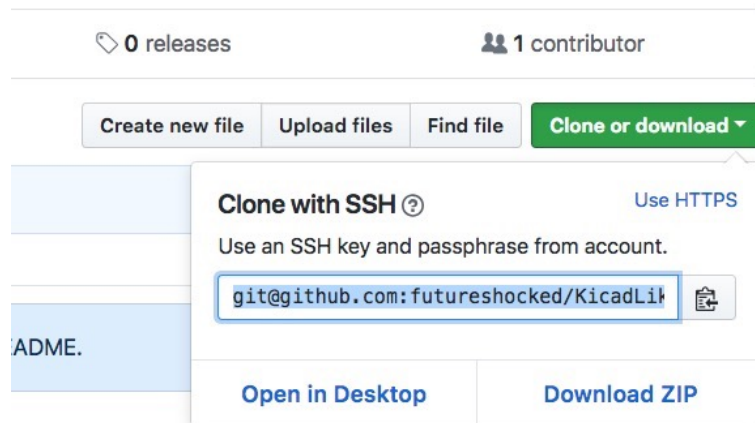 0 releases
1 contributor
Create new file
Upload files
Find file
Clone or download
Clone with SSH
Use HTTPS
Use an SSH key and passphrase from account.
git@github.com:futureshocked/KicadLik
ADME.
Open in Desktop
Download ZIP